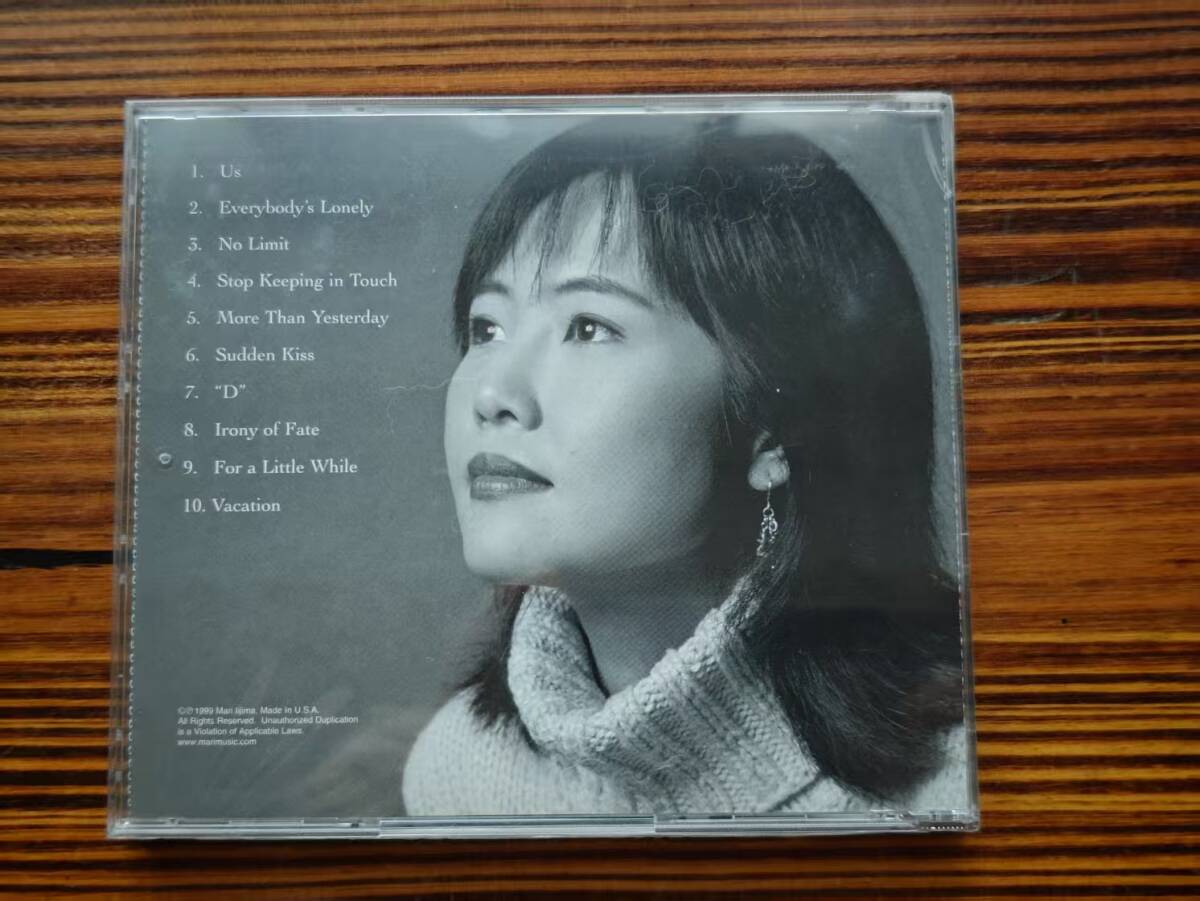 1. Us
2. Everybody's Lonely
3. No Limit
4. Stop Keeping in Touch
5. More Than Yesterday
6. Sudden Kiss
7. “D”
8. Irony of Fate
9. For a Little While
10. Vacation
©℗ 1999 Mari Iijima. Made In U.S.A.
All Rights Reserved. Unauthorized Duplication
is a Violation of Applicable Laws.
www.marimusic.com